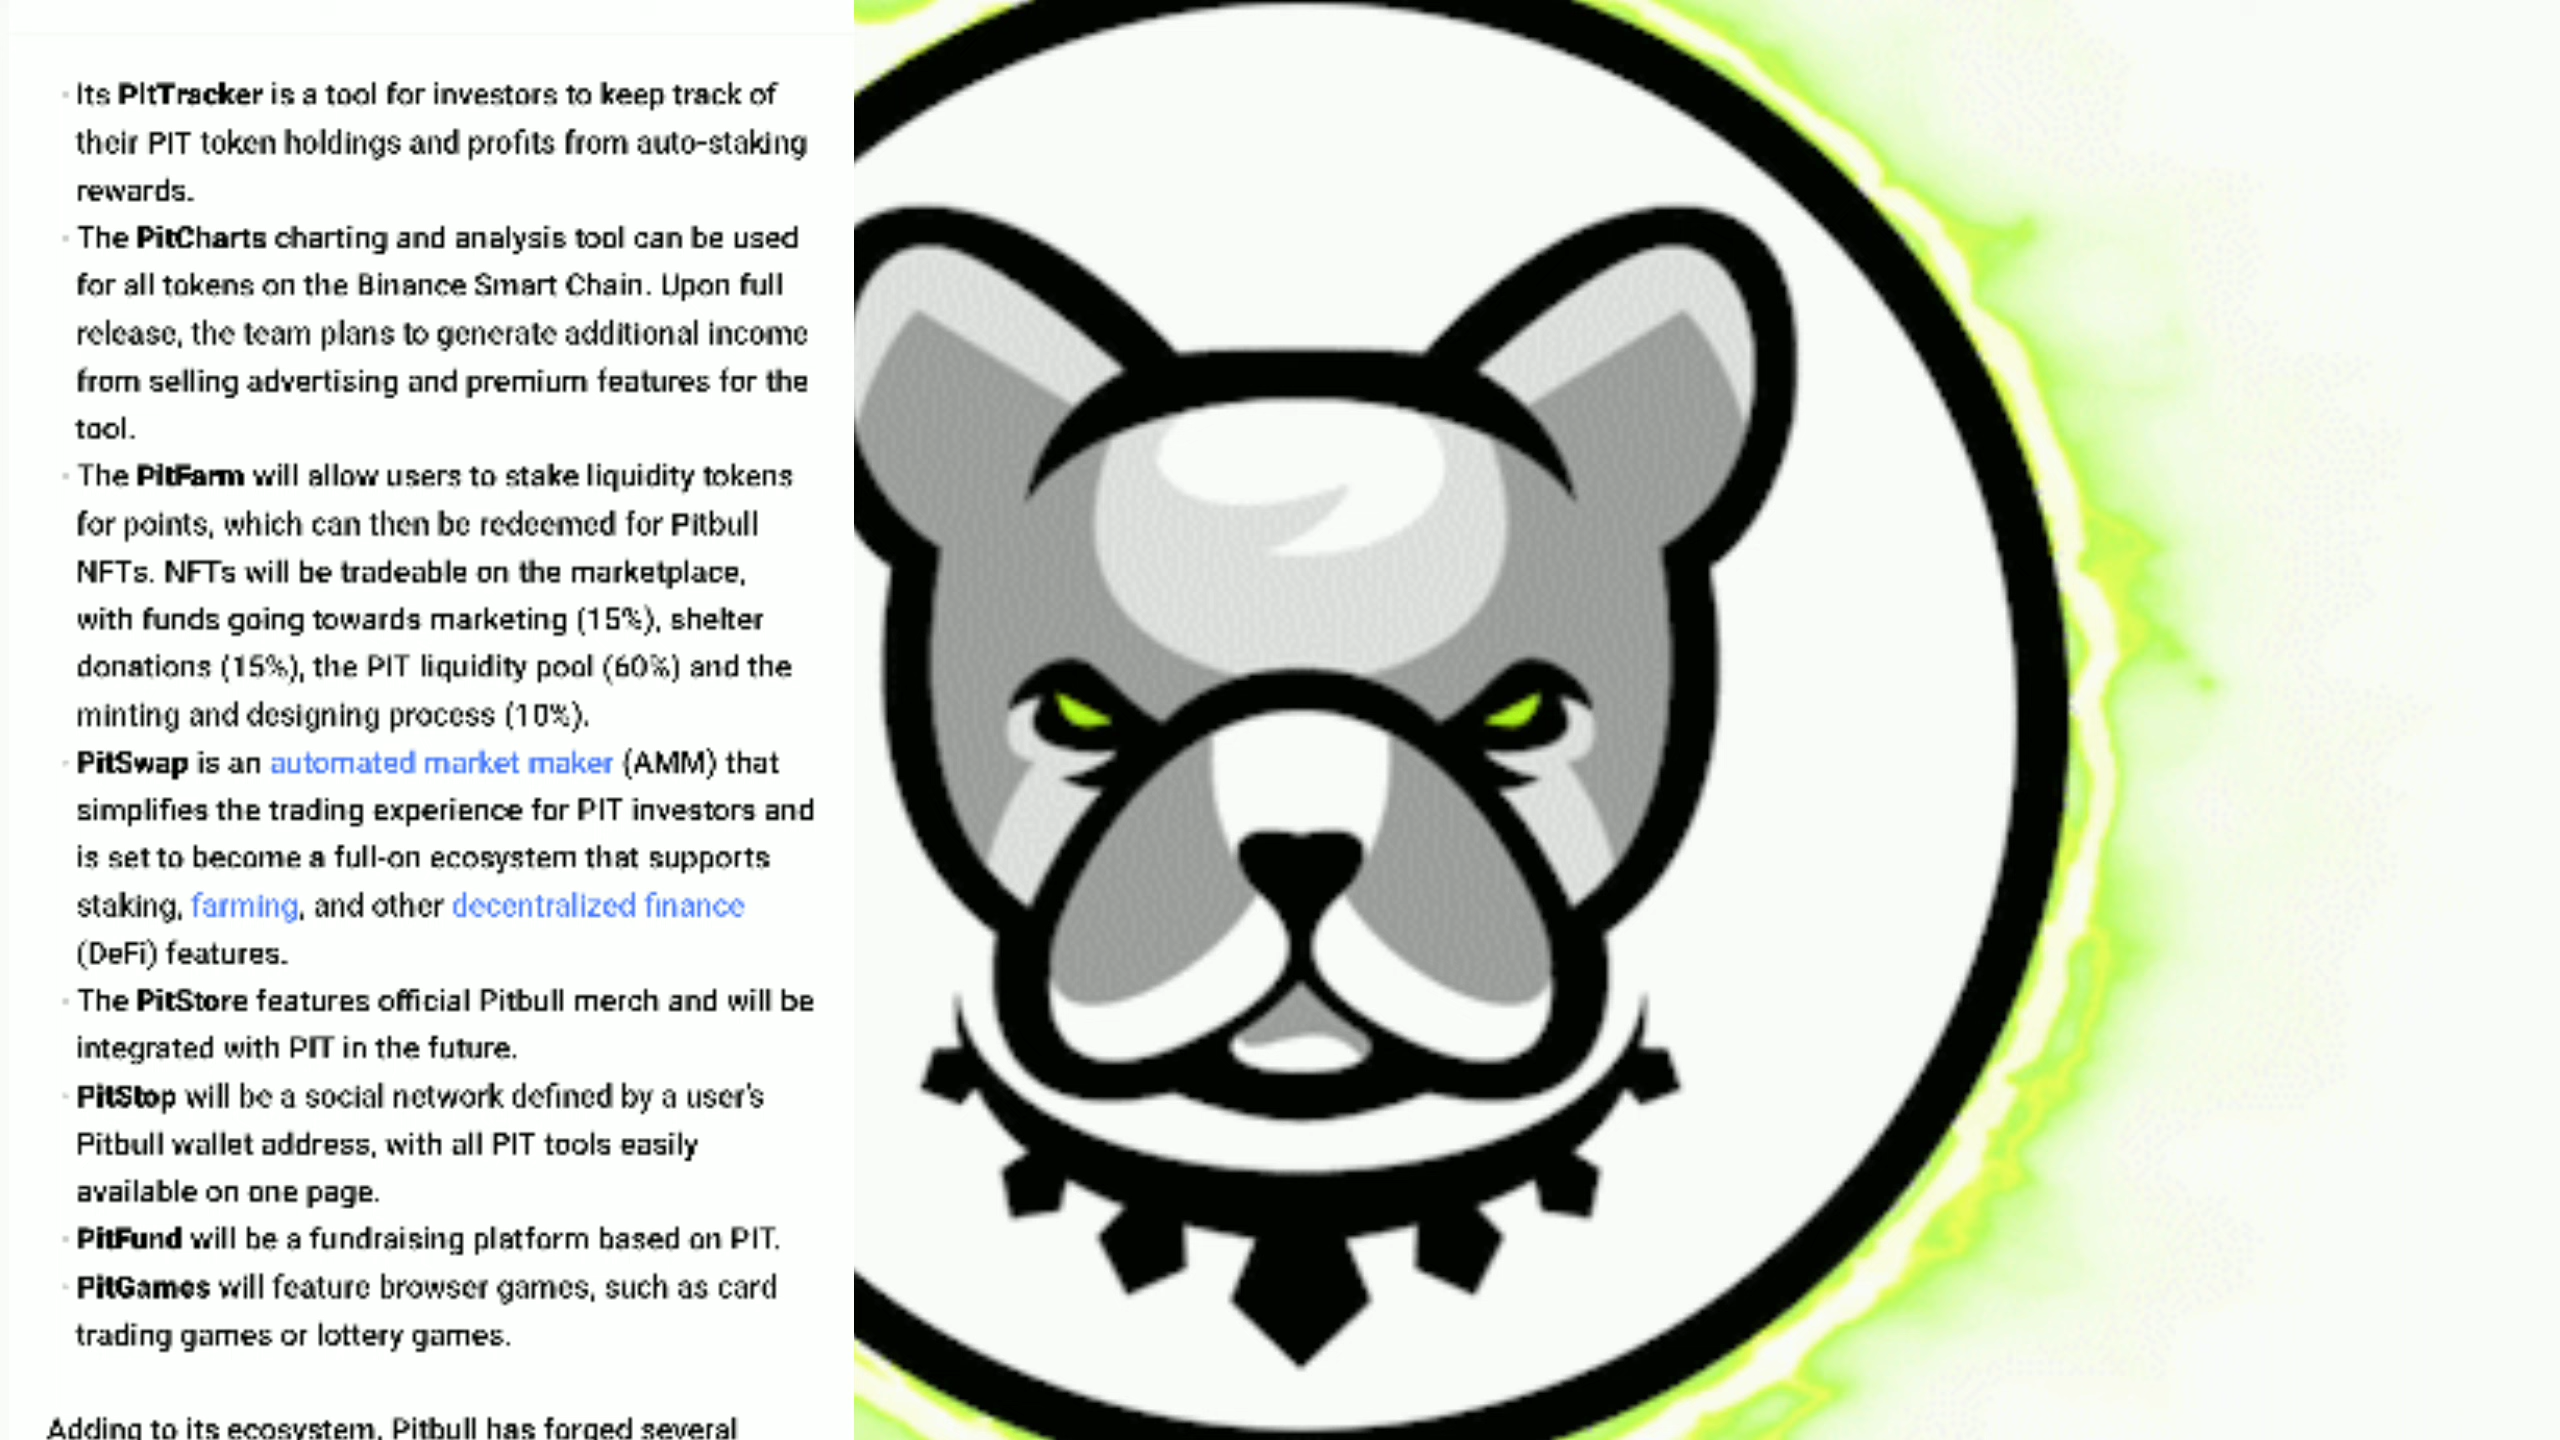 · Its PitTracker is a tool for investors to keep track of
their PIT token holdings and profits from auto-staking
rewards.
· The PitCharts charting and analysis tool can be used
for all tokens on the Binance Smart Chain. Upon full
release, the team plans to generate additional income
from selling advertising and premium features for the
tool.
· The PitFarm will allow users to stake liquidity tokens
for points, which can then be redeemed for Pitbull
NFTs. NFTs will be tradeable on the marketplace,
with funds going towards marketing (15%), shelter
donations (15%), the PIT liquidity pool (60%) and the
minting and designing process (10%).
· PitSwap is an automated market maker (AMM) that
simplifies the trading experience for PIT investors and
is set to become a full-on ecosystem that supports
staking, farming, and other decentralized finance
(DeFi) features.
· The PitStore features official Pitbull merch and will be
integrated with PIT in the future.
· PitStop will be a social network defined by a user's
Pitbull wallet address, with all PIT tools easily
available on one page.
· PitFund will be a fundraising platform based on PIT.
· PitGames will feature browser games, such as card
trading games or lottery games.
Adding to its ecosystem, Pitbull has forged several